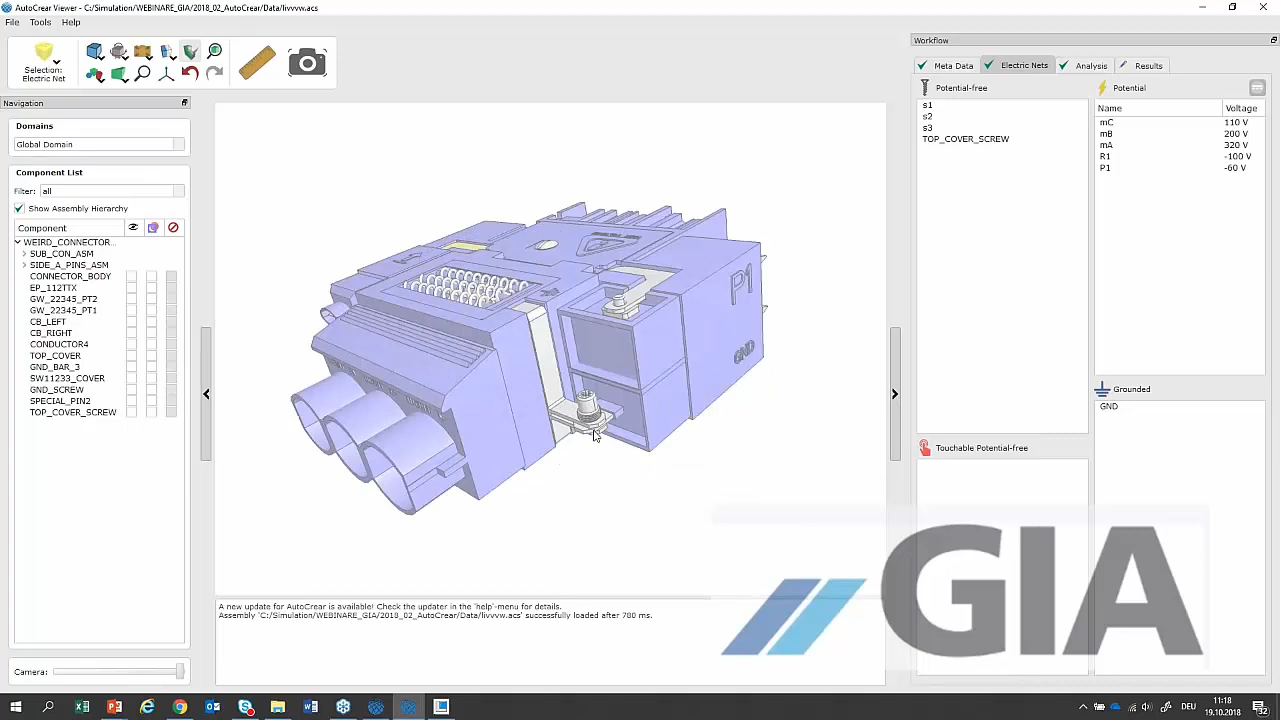 AutoCrear Viewer - C:/Simulation/WEBINARE_GIA/2018_02_AutoCrear/Data/livvvw.acs
File Tools Help
Selection:
Electric Net
Navigation
Domains
Global Domain
Component List
Filter: all
Show Assembly Hierarchy
Component
WEIRD_CONNECTOR...
SUB_CON_ASM
SIDE_A_PINS_ASM
CONNECTOR_BODY
EP_112TTX
GW_22345_PT2
GW_22345_PT1
CB_LEFT
CB_RIGHT
CONDUCTOR4
TOP_COVER
GND_BAR_3
SW11233_COVER
GND_SCREW
SPECIAL_PIN2
TOP_COVER_SCREW
Camera:
P1
GND
A new update for AutoCrear is available! Check the updater in the 'help'-menu for details.
Assembly 'C:/Simulation/WEBINARE_GIA/2018_02_AutoCrear/Data/livvvw.acs' successfully loaded after 780 ms.
Workflow
Meta Data Electric Nets Analysis Results
Potential-free
s1
s2
s3
TOP_COVER_SCREW
Touchable Potential-free
Potential
Name Voltage
mC 110 V
mB 200 V
mA 320 V
R1 -100 V
P1 -60 V
Grounded
GND
GIA
DEU
11:18
19.10.2018